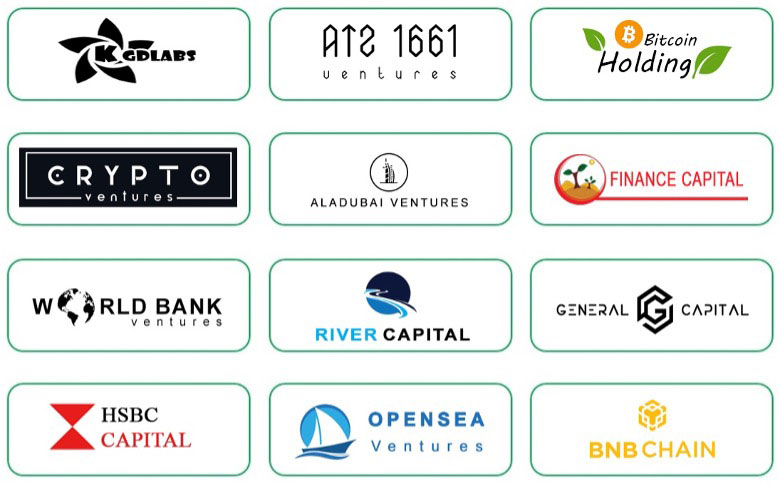 KGDLABS
ATS 1661
ventures
Bitcoin
Holding
CRYPTO
ventures
ALADUBAI VENTURES
FINANCE CAPITAL
WORLD BANK
ventures
RIVER CAPITAL
GENERAL G CAPITAL
HSBC
CAPITAL
OPENSEA
Ventures
BNB CHAIN